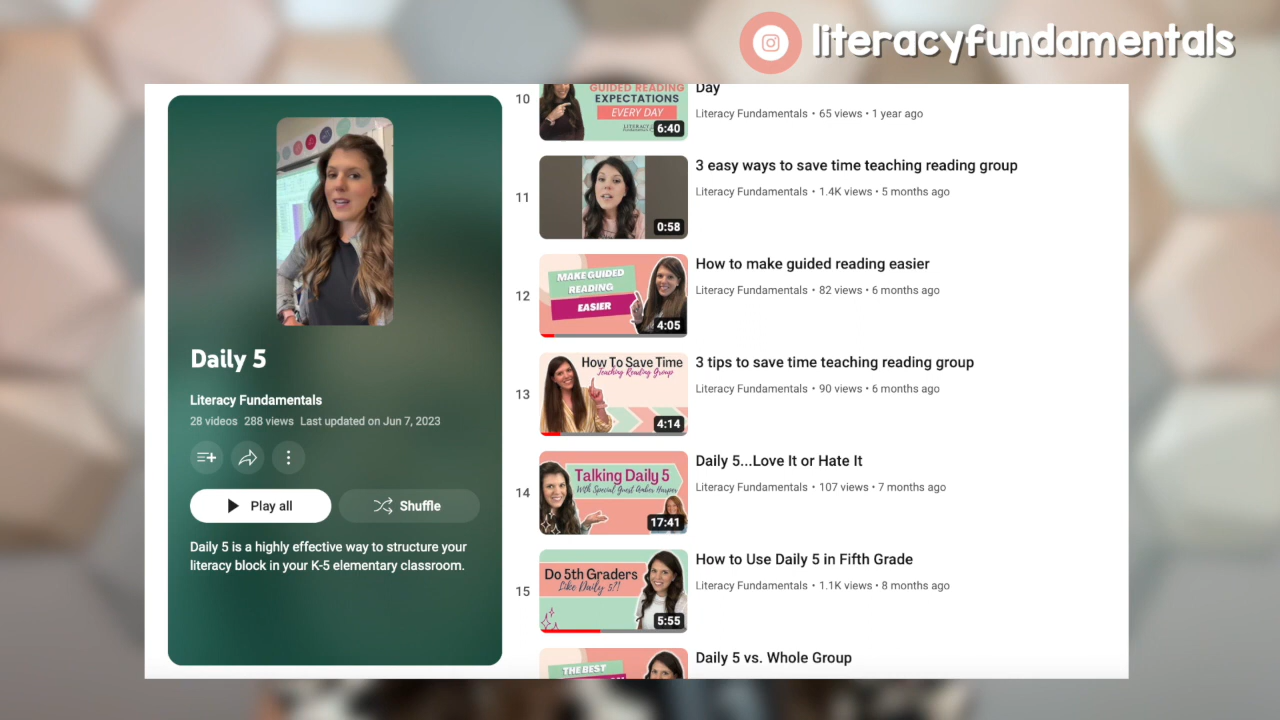 literacyfundamentals
Daily 5
Literacy Fundamentals
28 videos 288 views Last updated on Jun 7, 2023
Play all
Shuffle
Daily 5 is a highly effective way to structure your
literacy block in your K-5 elementary classroom.
10
GUIDED READING
EXPECTATIONS
EVERY DAY
LITERACY
6:40
Day
Literacy Fundamentals • 65 views • 1 year ago
11
0:58
3 easy ways to save time teaching reading group
Literacy Fundamentals • 1.4K views • 5 months ago
12
MAKE GUIDED
READING
EASIER
4:05
How to make guided reading easier
Literacy Fundamentals • 82 views • 6 months ago
13
How To Save Time
Teaching Reading Group
4:14
3 tips to save time teaching reading group
Literacy Fundamentals • 90 views • 6 months ago
14
Talking Daily 5
With Special Guest Amber Harper
17:41
Daily 5...Love It or Hate It
Literacy Fundamentals • 107 views • 7 months ago
15
Do 5th Graders
Like Daily 5?!
5:55
How to Use Daily 5 in Fifth Grade
Literacy Fundamentals • 1.1K views • 8 months ago
THE BEST
Daily 5 vs. Whole Group